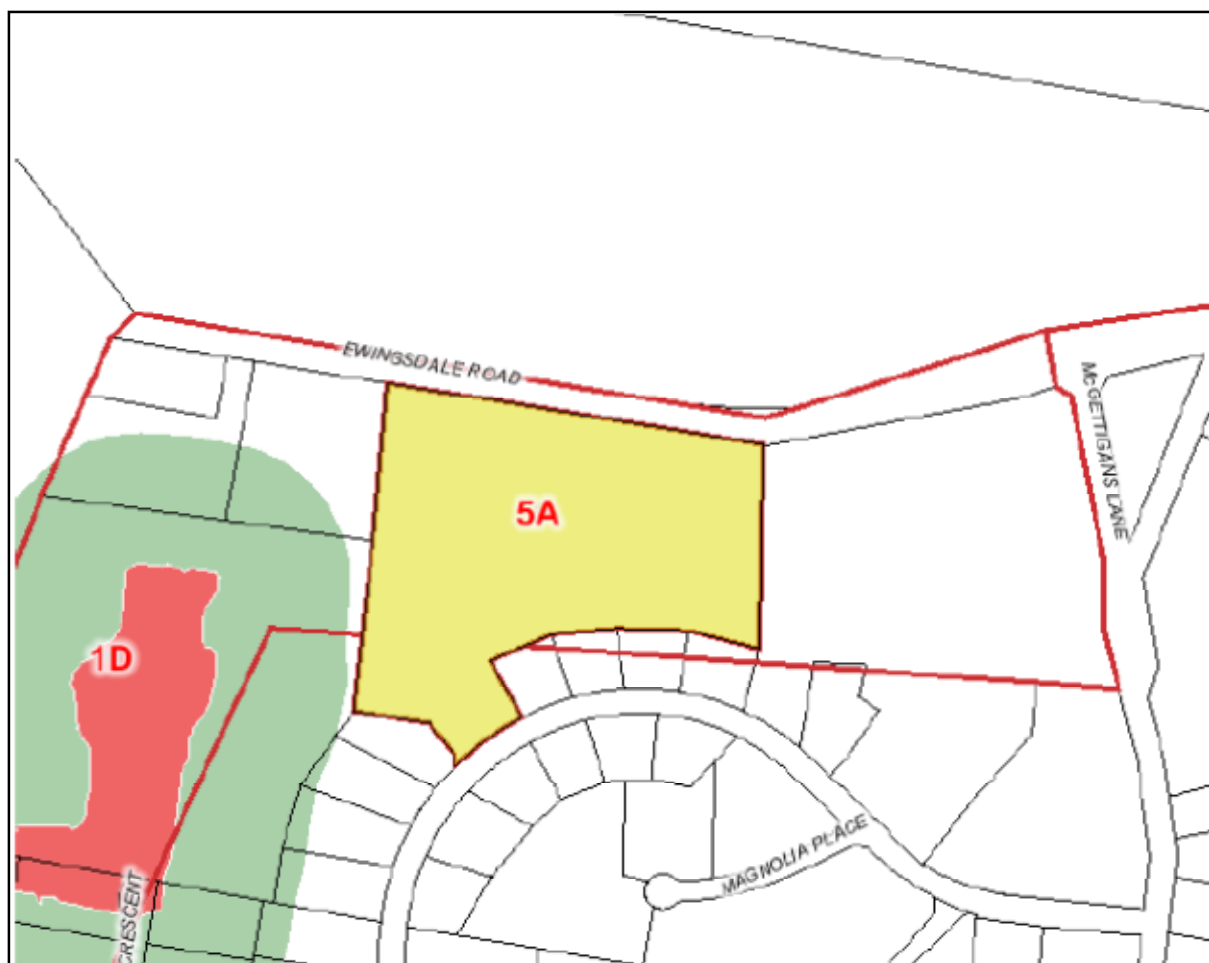 EWINGSDALE ROAD
McGETTIGANS LANE
5A
1D
MAGNOLIA PLACE
CRESCENT